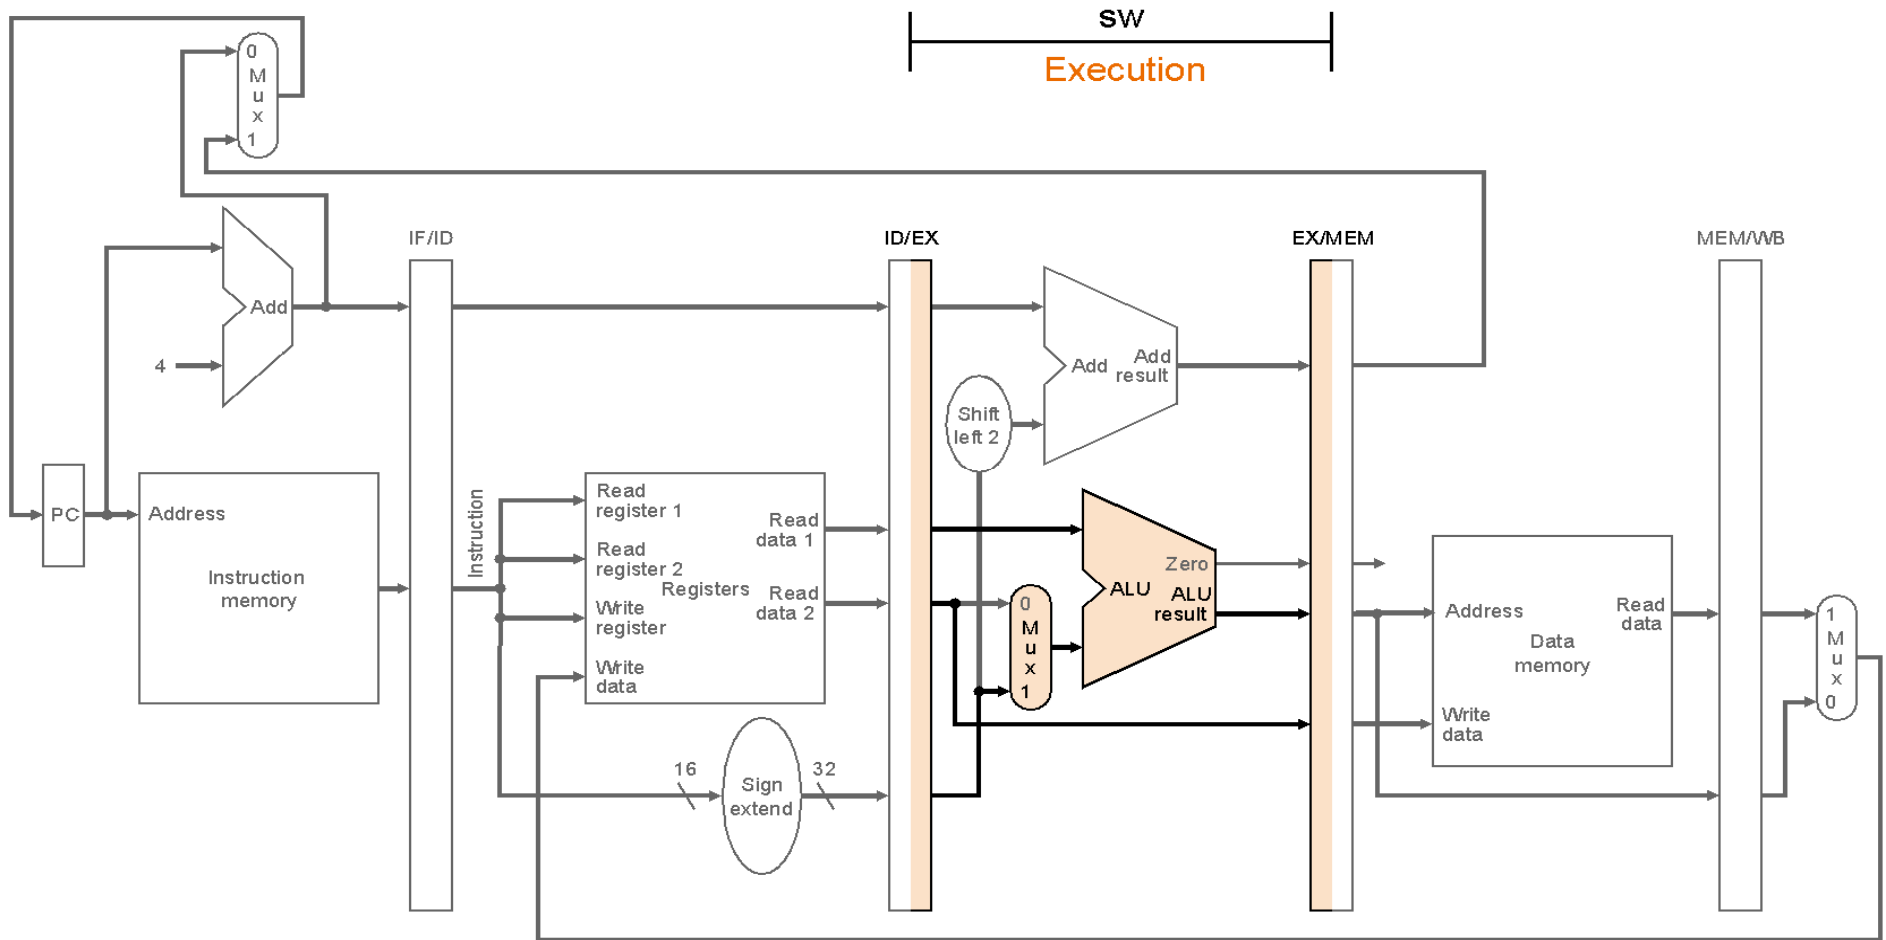 sw
Execution
0
M
u
x
1
IF/ID
ID/EX
EX/MEM
MEM/WB
Add
4
Add
Add
result
Shift
left 2
PC
Address
Instruction
memory
Instruction
Read
register 1
Read
register 2
Write
register
Write
data
Registers
Read
data 1
Read
data 2
16
Sign
extend
32
0
M
u
x
1
Zero
ALU
ALU
result
Address
Read
data
Data
memory
Write
data
1
M
u
x
0